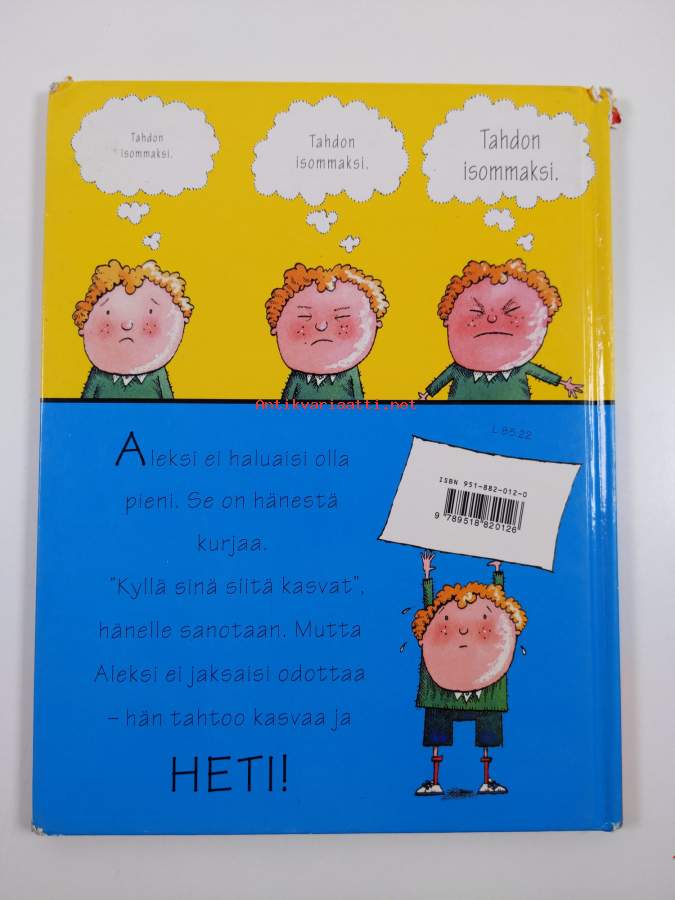 Tahdon
isommaksi.
Tahdon
isommaksi.
Tahdon
isommaksi.
Antikvariaatti.net
L 85.22
Aleksi ei haluaisi olla
pieni. Se on hänestä
kurjaa.
"Kyllä sinä siitä kasvat",
hänelle sanotaan. Mutta
Aleksi ei jaksaisi odottaa
– hän tahtoo kasvaa ja
HETI!
ISBN 951-882-012-0
9 789518 820126